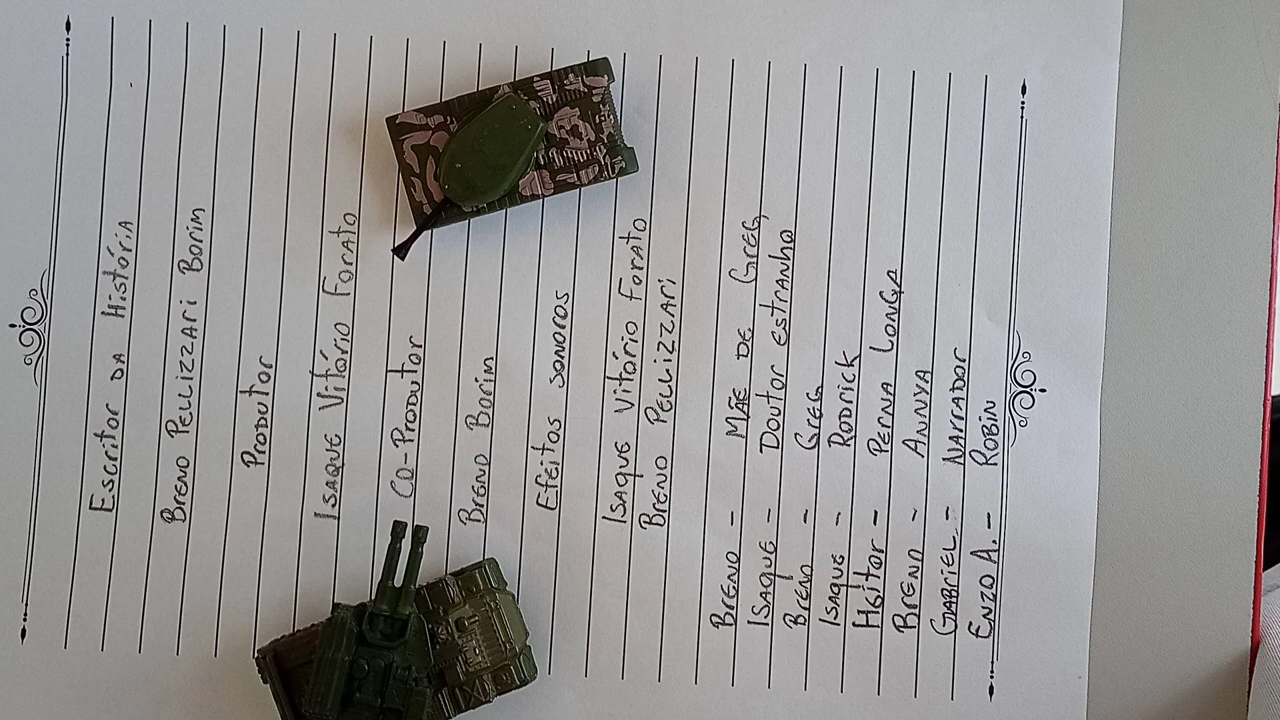 Escritor da História
Breno Pellizzari Borim
Produtor
Isaque Vitório Forato
Co-Produtor
Breno Borim
Efeitos sonoros
Isaque Vitório Forato
Breno Pellizzari
Breno - Mãe de Greg,
Isaque - Doutor estranho
Breno - Greg
Isaque - Rodrick
Heitor - Perna Longa
Breno - Annya
Gabriel - Narrador
Enzo A. - Robin